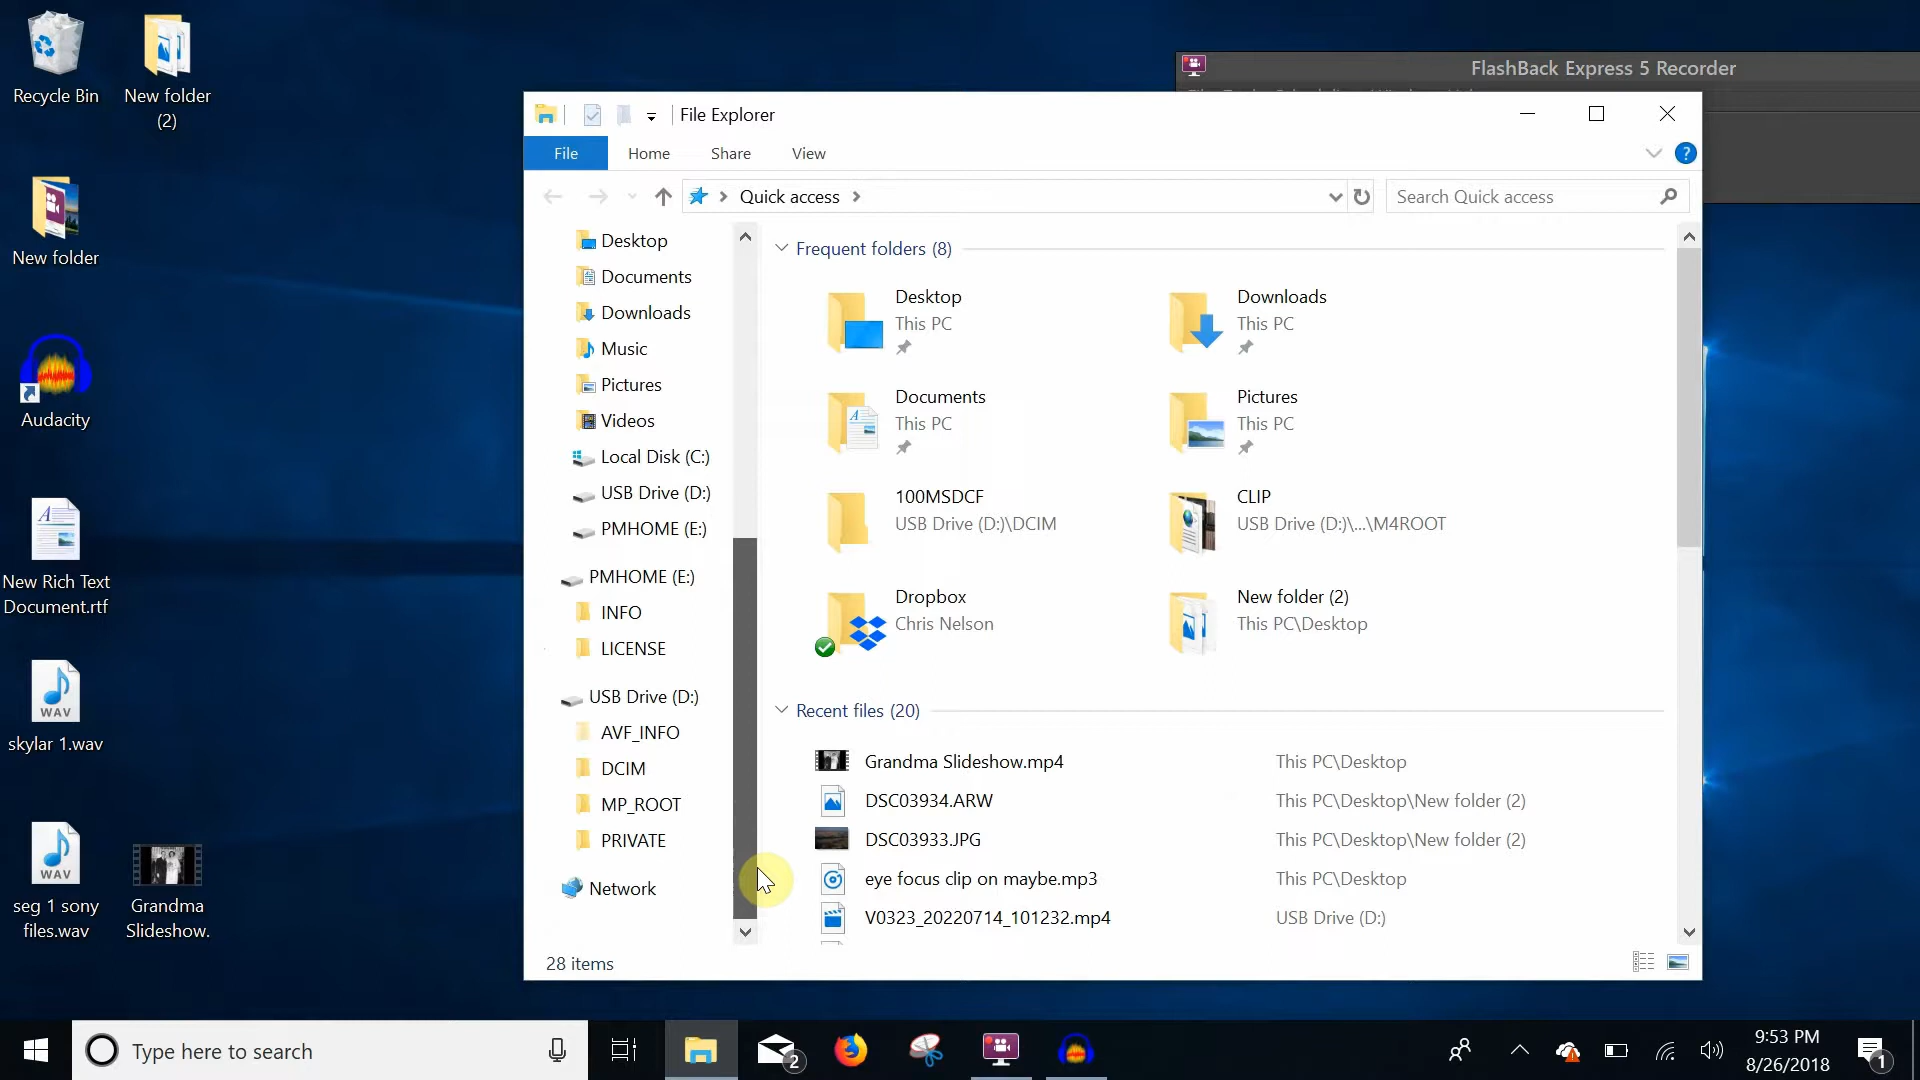 Recycle Bin
New folder
(2)
New folder
Audacity
New Rich Text
Document.rtf
WAV
skylar 1.wav
WAV
seg 1 sony
files.wav
Grandma
Slideshow.
FlashBack Express 5 Recorder
File Explorer
File
Home
Share
View
?
Quick access
Search Quick access
Desktop
Documents
Downloads
Music
Pictures
Videos
Local Disk (C:)
USB Drive (D:)
PMHOME (E:)
PMHOME (E:)
INFO
LICENSE
USB Drive (D:)
AVF_INFO
DCIM
MP_ROOT
PRIVATE
Network
Frequent folders (8)
Desktop
This PC
Downloads
This PC
Documents
This PC
Pictures
This PC
100MSDCF
USB Drive (D:)\DCIM
CLIP
USB Drive (D:)\...\M4ROOT
Dropbox
Chris Nelson
New folder (2)
This PC\Desktop
Recent files (20)
Grandma Slideshow.mp4 This PC\Desktop
DSC03934.ARW This PC\Desktop\New folder (2)
DSC03933.JPG This PC\Desktop\New folder (2)
eye focus clip on maybe.mp3 This PC\Desktop
V0323_20220714_101232.mp4 USB Drive (D:)
28 items
Type here to search
2
9:53 PM
8/26/2018
1